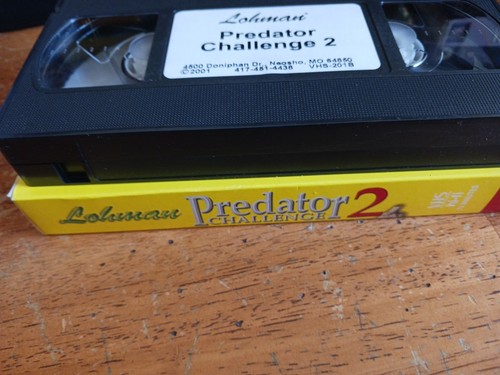 Lohman
Predator
Challenge 2
4500 Doniphan Dr., Neosho, MO 64850
©2001 417-451-4438 VHS-201B
Lohman Predator 2
CHALLENGE
VHS